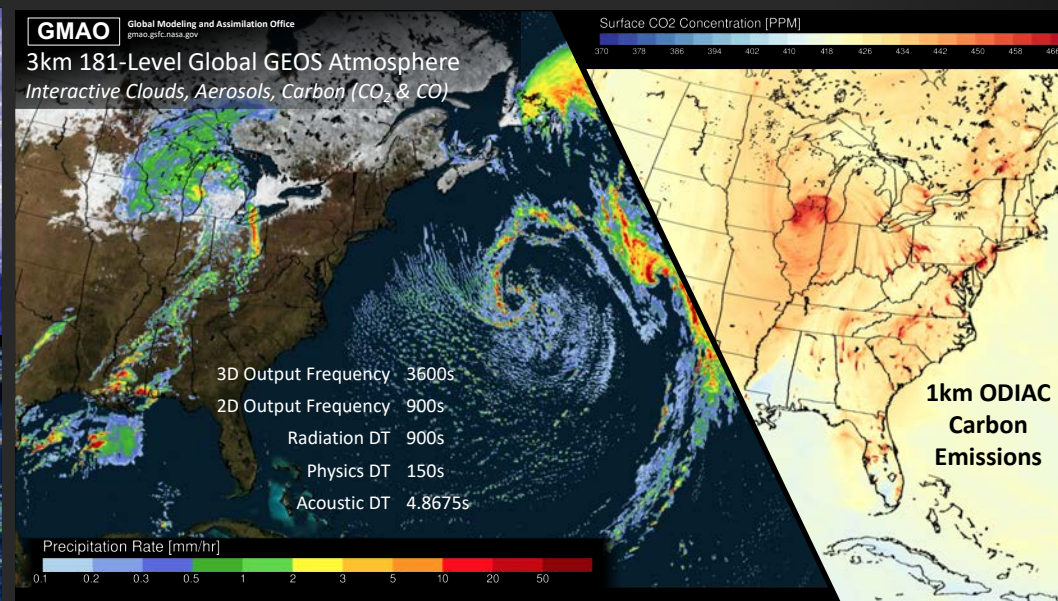 GMAO
Global Modeling and Assimilation Office
gmao.gsfc.nasa.gov
3km 181-Level Global GEOS Atmosphere
Interactive Clouds, Aerosols, Carbon (CO2 & CO)
Surface CO2 Concentration [PPM]
370 378 386 394 402 410 418 426 434 442 450 458 466
3D Output Frequency 3600s
2D Output Frequency 900s
Radiation DT 900s
Physics DT 150s
Acoustic DT 4.8675s
1km ODIAC
Carbon
Emissions
Precipitation Rate [mm/hr]
0.1 0.2 0.3 0.5 1 2 3 5 10 20 50